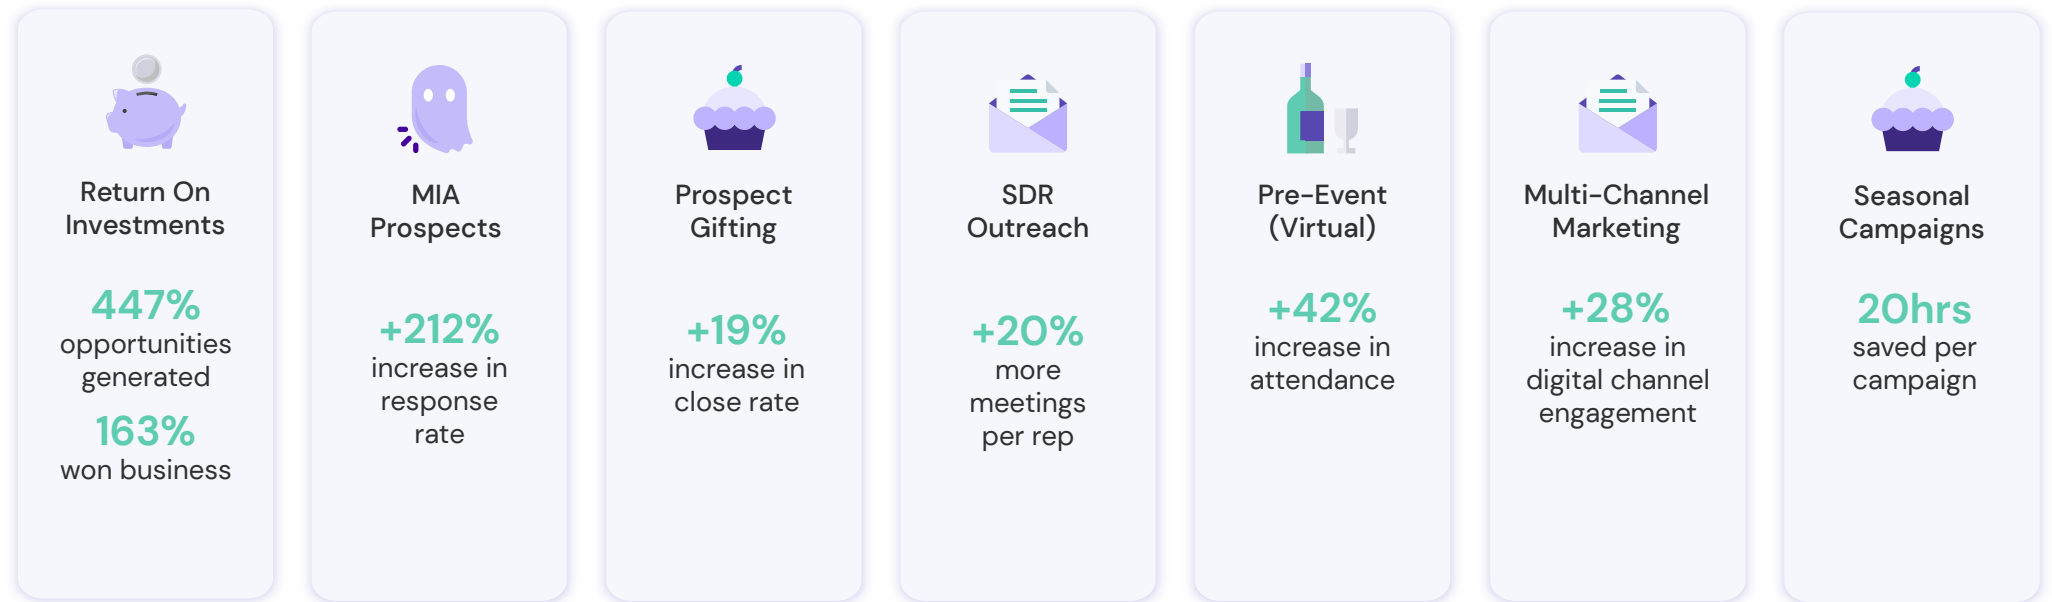 Return On
Investments
447%
opportunities
generated
163%
won business
MIA
Prospects
+212%
increase in
response
rate
Prospect
Gifting
+19%
increase in
close rate
SDR
Outreach
+20%
more
meetings
per rep
Pre-Event
(Virtual)
+42%
increase in
attendance
Multi-Channel
Marketing
+28%
increase in
digital channel
engagement
Seasonal
Campaigns
20hrs
saved per
campaign